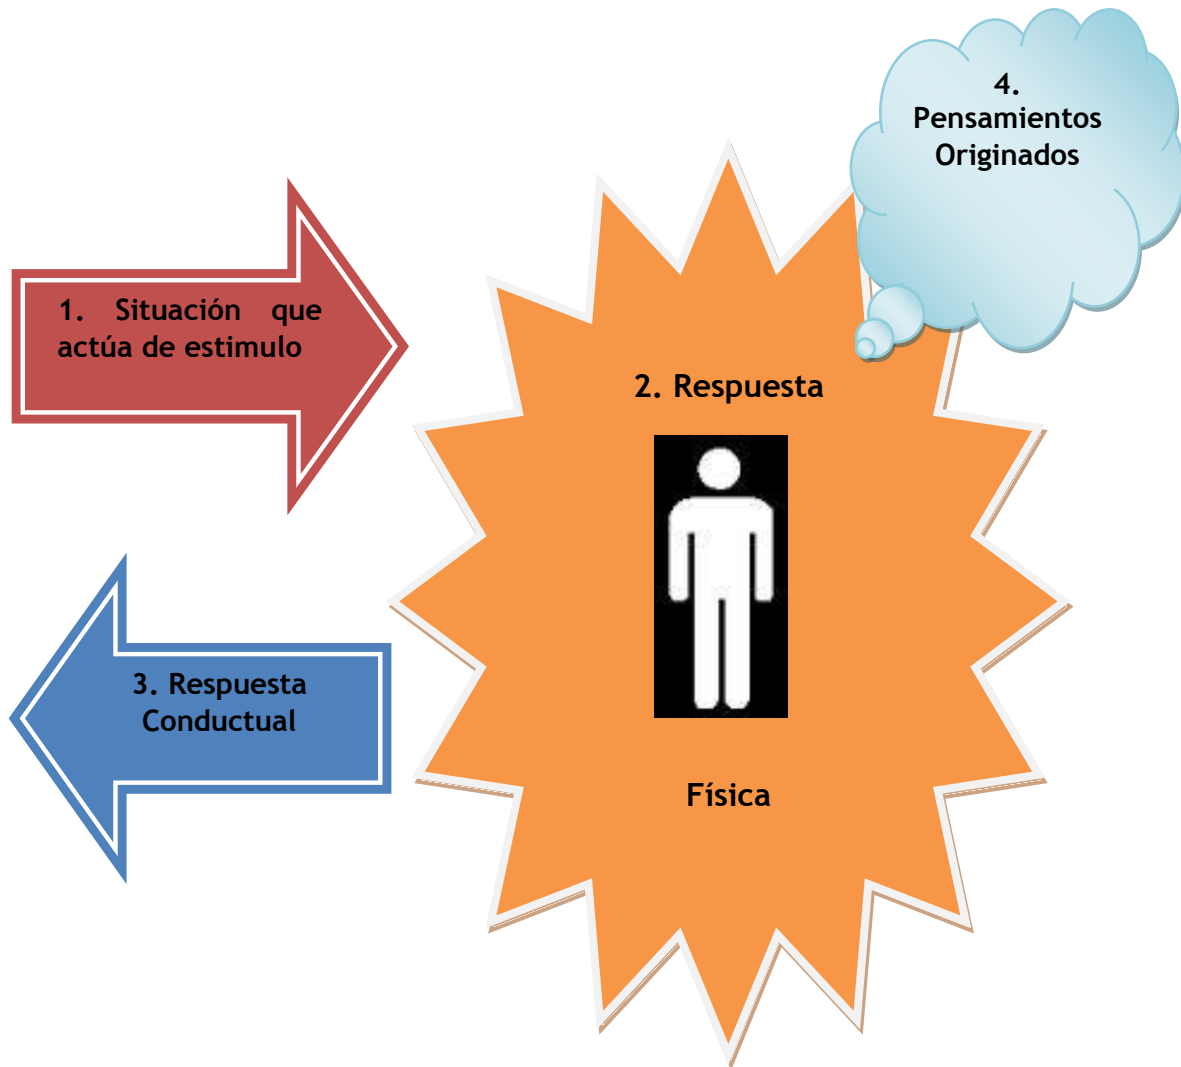 1. Situación que
actúa de estimulo
2. Respuesta
Física
3. Respuesta
Conductual
4.
Pensamientos
Originados